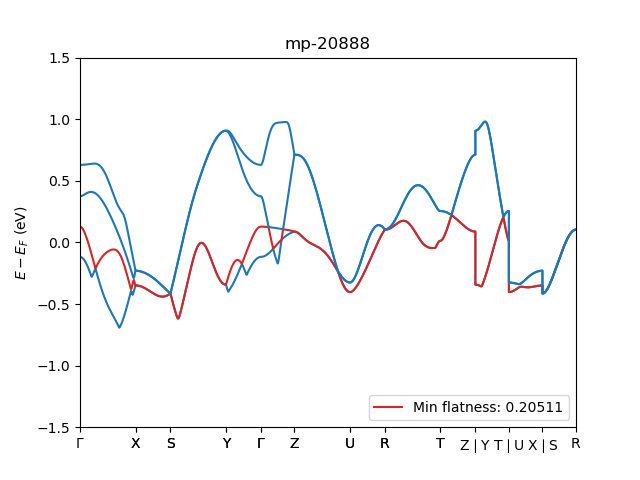 mp-20888
E − E_F (eV)
1.5
1.0
0.5
0.0
−0.5
−1.0
−1.5
Min flatness: 0.20511
Γ X S Y Γ Z U R T Z | Y T | U X | S R